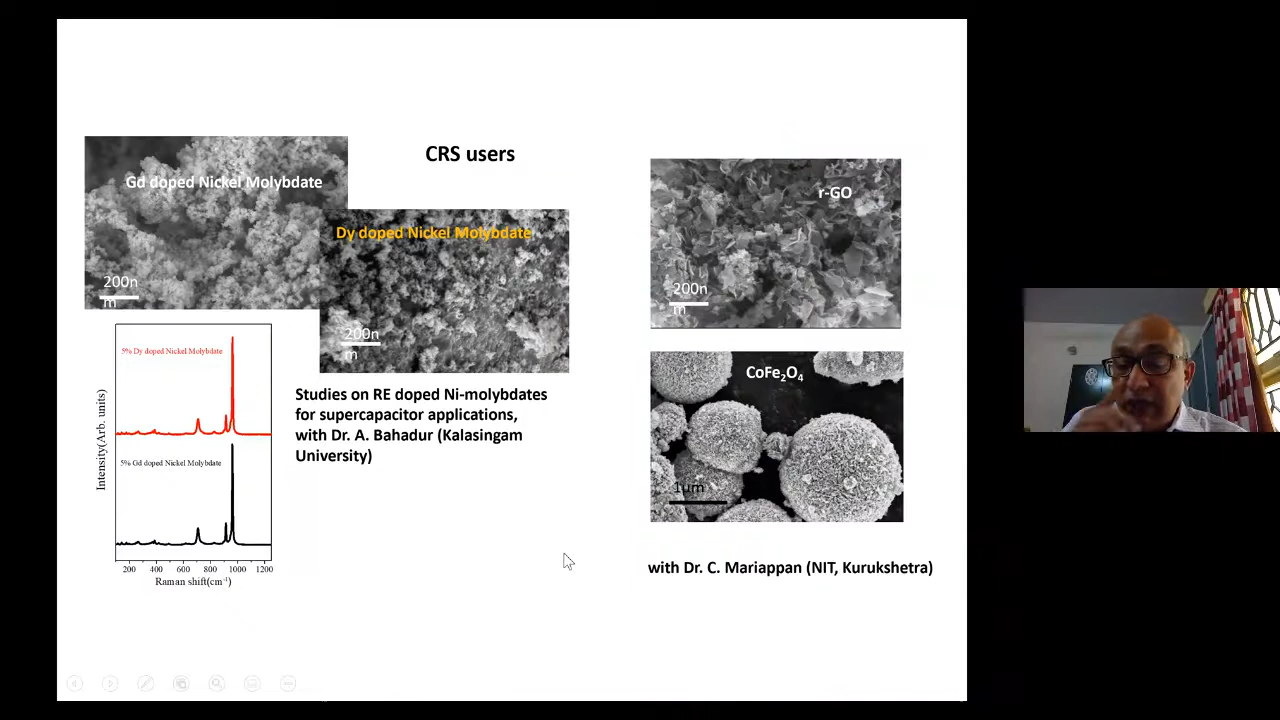 CRS users
Gd doped Nickel Molybdate
200n
m
Dy doped Nickel Molybdate
200n
m
5% Dy doped Nickel Molybdate
5% Gd doped Nickel Molybdate
Intensity(Arb. units)
200 400 600 800 1000 1200
Raman shift(cm-1)
Studies on RE doped Ni-molybdates
for supercapacitor applications,
with Dr. A. Bahadur (Kalasingam
University)
r-GO
200n
m
CoFe2O4
1um
with Dr. C. Mariappan (NIT, Kurukshetra)